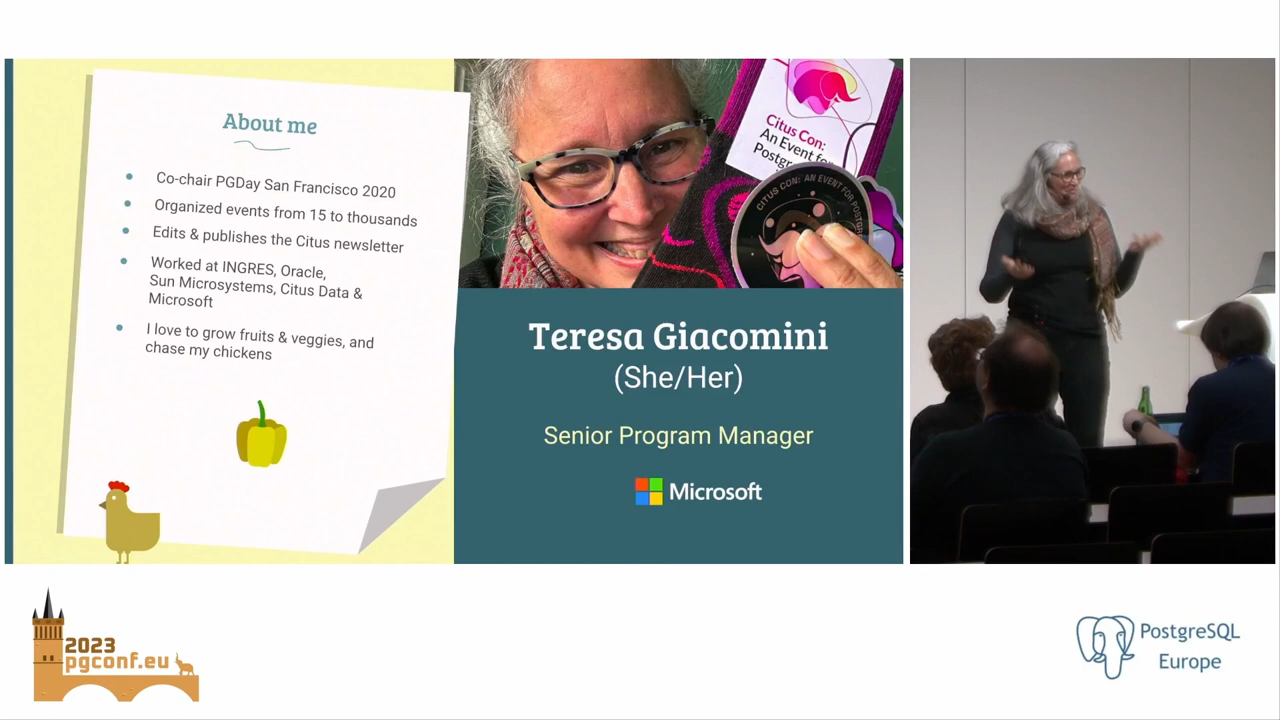 About me
Co-chair PGDay San Francisco 2020
Organized events from 15 to thousands
Edits & publishes the Citus newsletter
Worked at INGRES, Oracle,
Sun Microsystems, Citus Data &
Microsoft
I love to grow fruits & veggies, and
chase my chickens
Citus Con:
An Event for
Postgr
CITUS CON: AN EVENT FOR POSTGR
Teresa Giacomini
(She/Her)
Senior Program Manager
Microsoft
2023
pgconf.eu
PostgreSQL
Europe